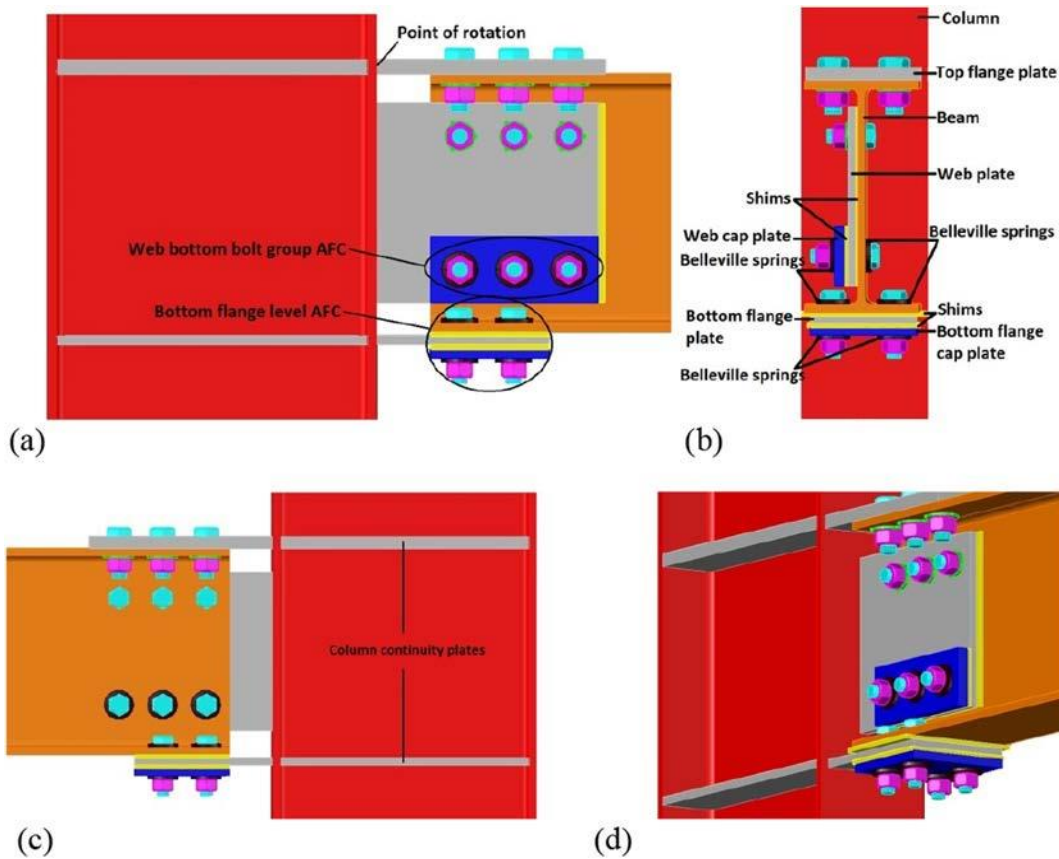 Point of rotation
Web bottom bolt group AFC
Bottom flange level AFC
(a)
Column
Top flange plate
Beam
Web plate
Shims
Web cap plate
Belleville springs
Belleville springs
Bottom flange
plate
Shims
Bottom flange
cap plate
Belleville springs
(b)
Column continuity plates
(c)
(d)